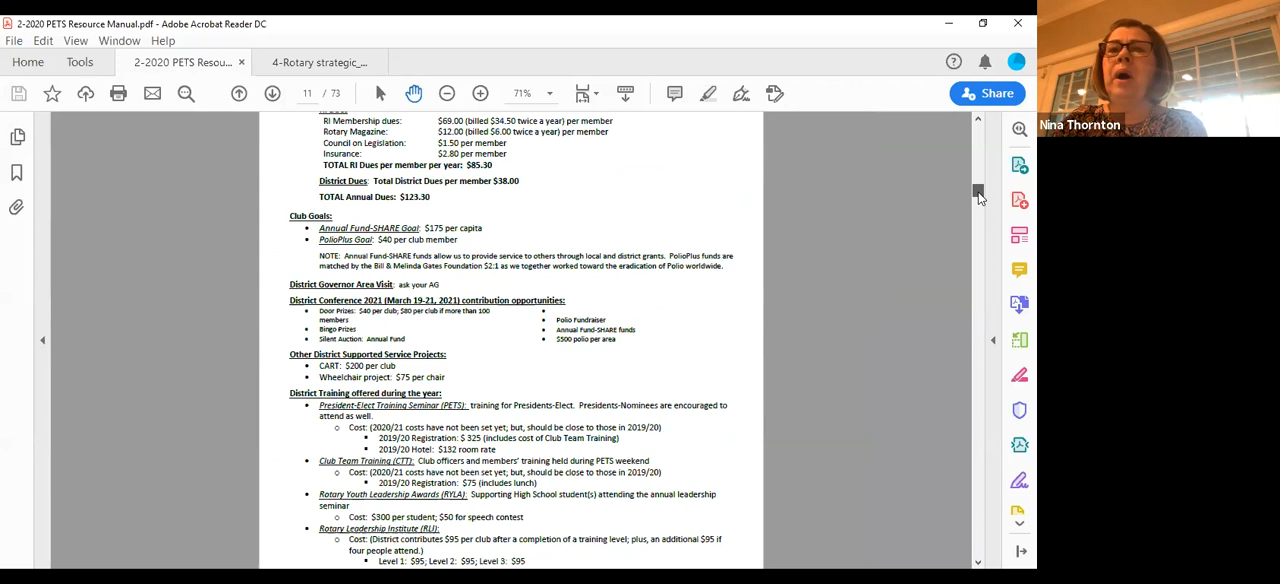 2-2020 PETS Resource Manual.pdf - Adobe Acrobat Reader DC
File Edit View Window Help
Home Tools 2-2020 PETS Resou... × 4-Rotary strategic_...
11 / 73 71% Share
RI Membership dues: $69.00 (billed $34.50 twice a year) per member
Rotary Magazine: $12.00 (billed $6.00 twice a year) per member
Council on Legislation: $1.50 per member
Insurance: $2.80 per member
TOTAL RI Dues per member per year: $85.30
District Dues: Total District Dues per member $38.00
TOTAL Annual Dues: $123.30
Club Goals:
• Annual Fund-SHARE Goal: $175 per capita
• PolioPlus Goal: $40 per club member
NOTE: Annual Fund-SHARE funds allow us to provide service to others through local and district grants. PolioPlus funds are
matched by the Bill & Melinda Gates Foundation $2:1 as we together worked toward the eradication of Polio worldwide.
District Governor Area Visit: ask your AG
District Conference 2021 (March 19-21, 2021) contribution opportunities:
• Door Prizes: $40 per club; $80 per club if more than 100
members
• Bingo Prizes
• Silent Auction: Annual Fund
•
• Polio Fundraiser
• Annual Fund-SHARE funds
• $500 polio per area
Other District Supported Service Projects:
• CART: $200 per club
• Wheelchair project: $75 per chair
District Training offered during the year:
• President-Elect Training Seminar (PETS): training for Presidents-Elect. Presidents-Nominees are encouraged to
attend as well.
o Cost: (2020/21 costs have not been set yet; but, should be close to those in 2019/20)
▪ 2019/20 Registration: $ 325 (includes cost of Club Team Training)
▪ 2019/20 Hotel: $132 room rate
• Club Team Training (CTT): Club officers and members' training held during PETS weekend
o Cost: (2020/21 costs have not been set yet; but, should be close to those in 2019/20)
▪ 2019/20 Registration: $75 (includes lunch)
• Rotary Youth Leadership Awards (RYLA): Supporting High School student(s) attending the annual leadership
seminar
o Cost: $300 per student; $50 for speech contest
• Rotary Leadership Institute (RLI):
o Cost: (District contributes $95 per club after a completion of a training level; plus, an additional $95 if
four people attend.)
▪ Level 1: $95; Level 2: $95; Level 3: $95
Nina Thornton